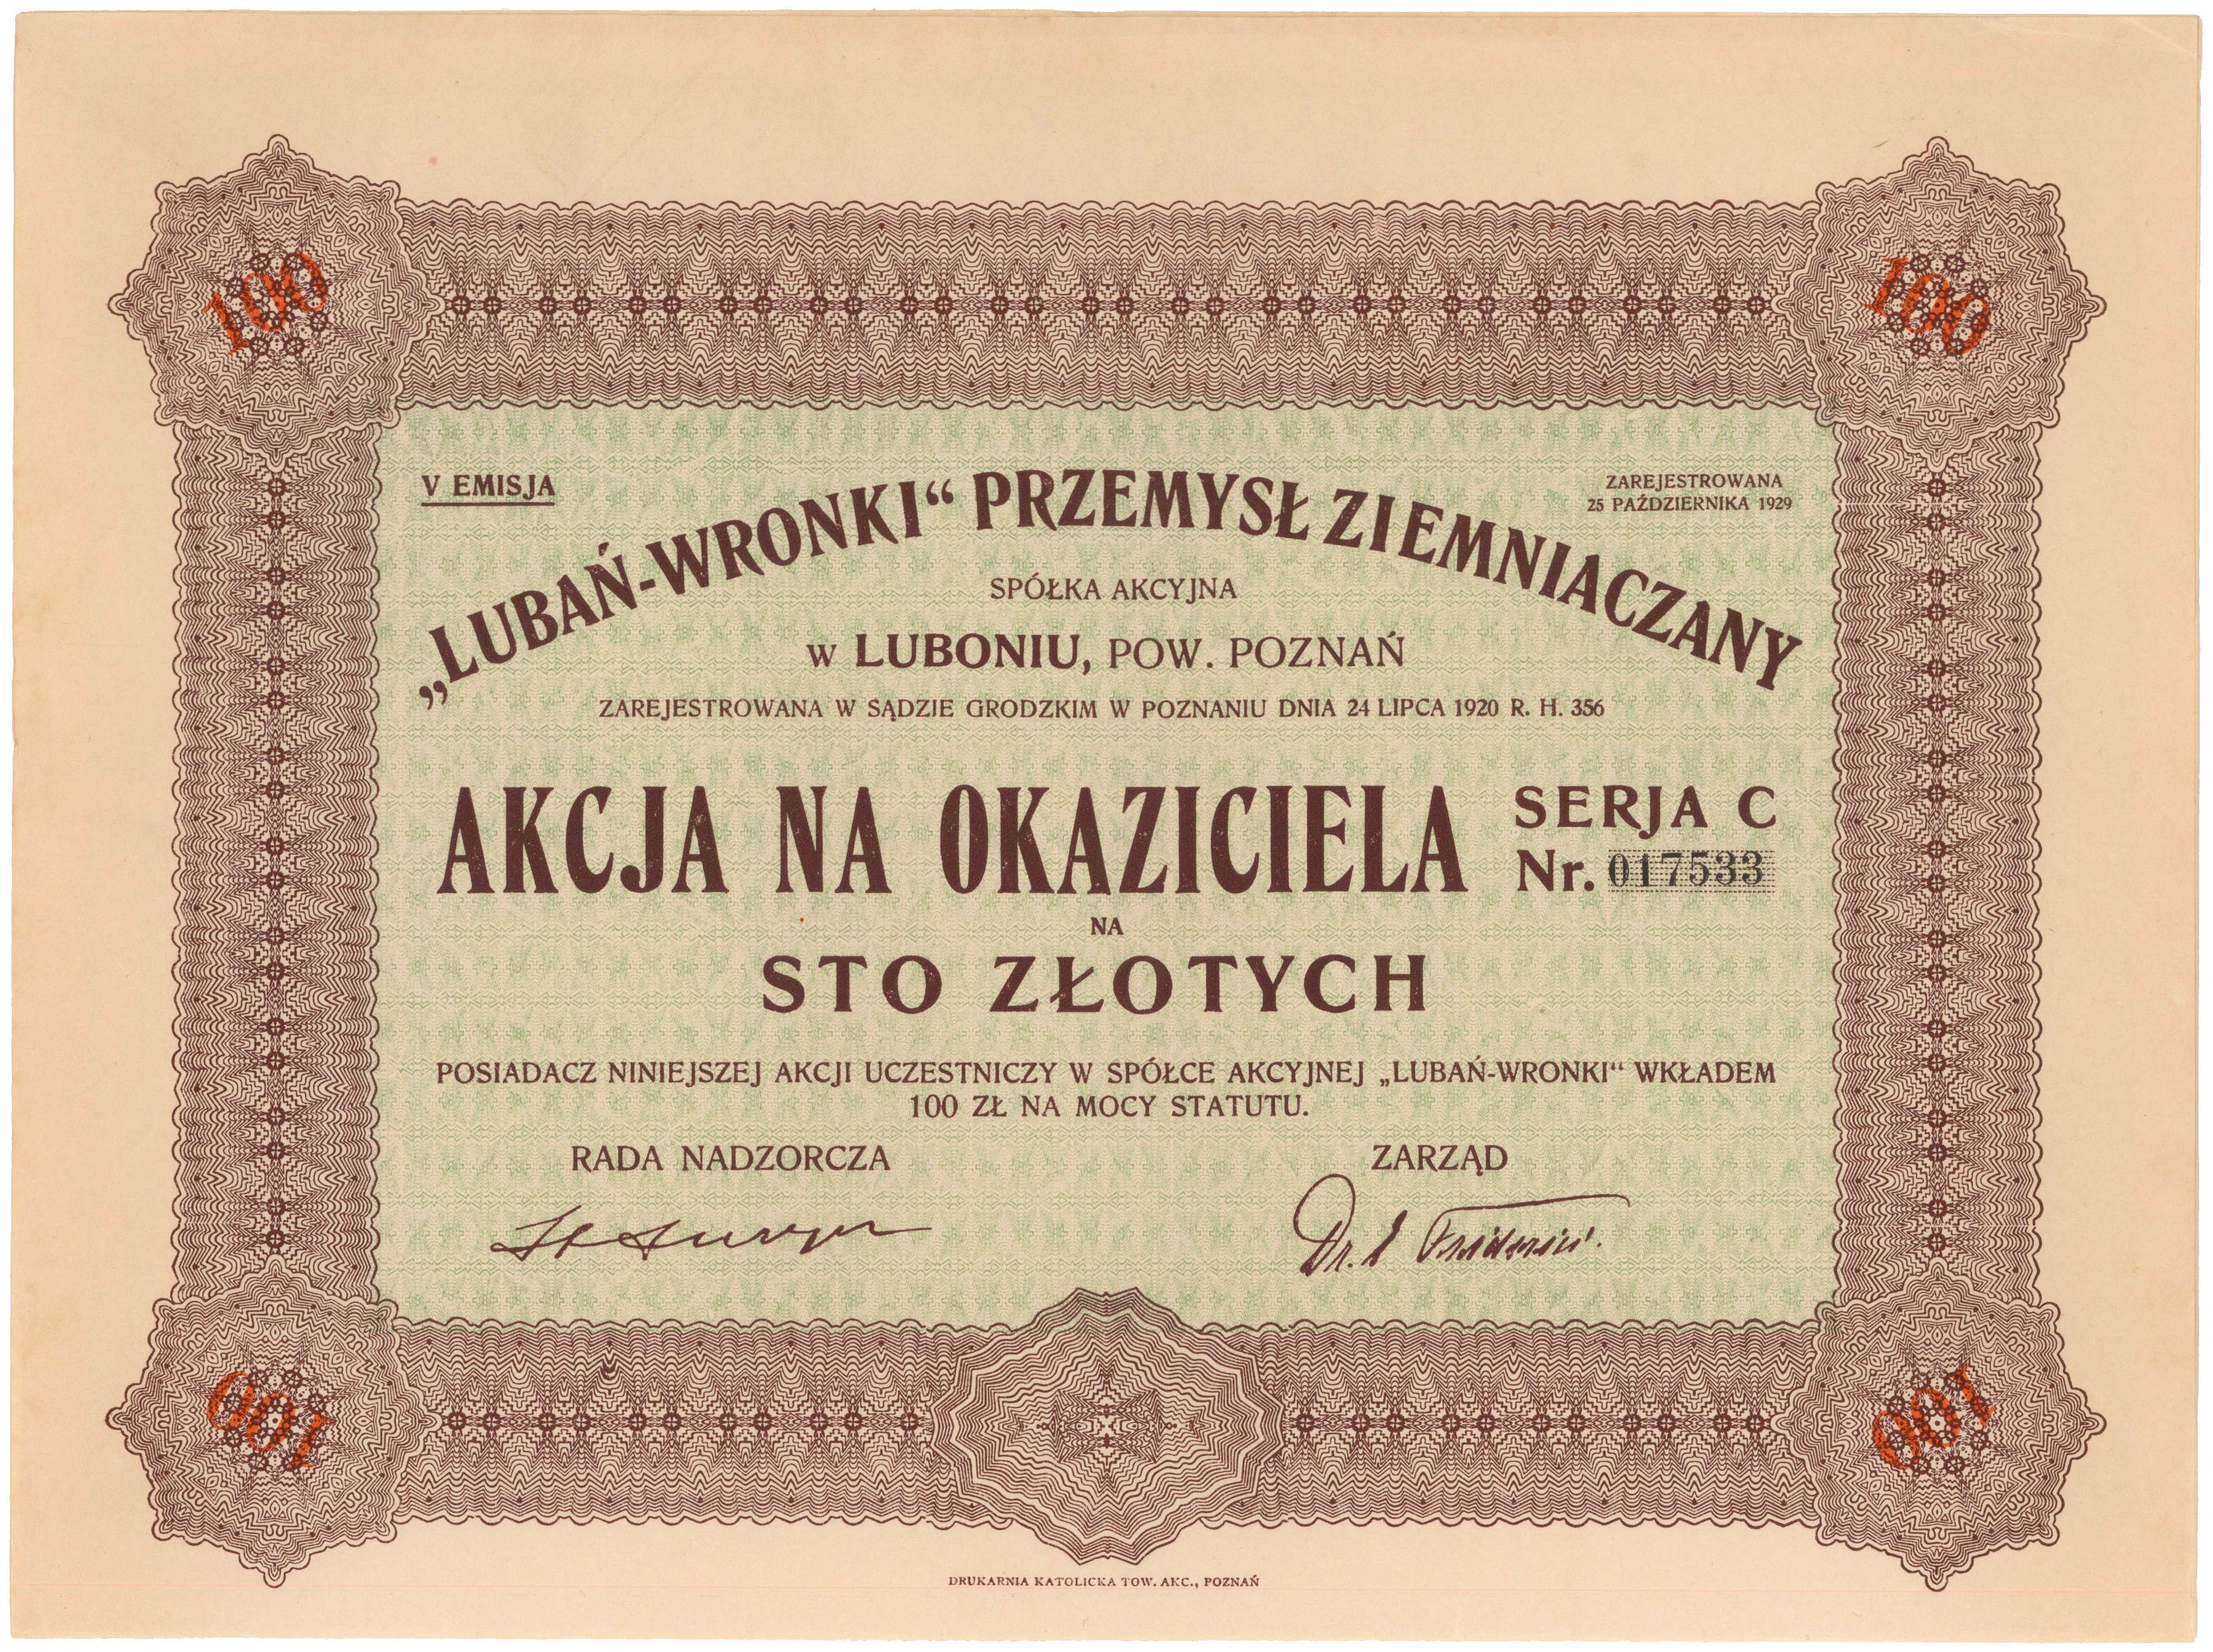 100
100
V EMISJA
ZAREJESTROWANA
25 PAŹDZIERNIKA 1929
„LUBAŃ-WRONKI“ PRZEMYSŁ ZIEMNIACZANY
SPÓŁKA AKCYJNA
W LUBONIU, POW. POZNAŃ
ZAREJESTROWANA W SĄDZIE GRODZKIM W POZNANIU DNIA 24 LIPCA 1920 R. H. 356
AKCJA NA OKAZICIELA
SERJA C
Nr. 017533
NA
STO ZŁOTYCH
POSIADACZ NINIEJSZEJ AKCJI UCZESTNICZY W SPÓŁCE AKCYJNEJ „LUBAŃ-WRONKI“ WKŁADEM
100 ZŁ NA MOCY STATUTU.
RADA NADZORCZA
ZARZĄD
Dr.
100
100
DRUKARNIA KATOLICKA TOW. AKC., POZNAŃ